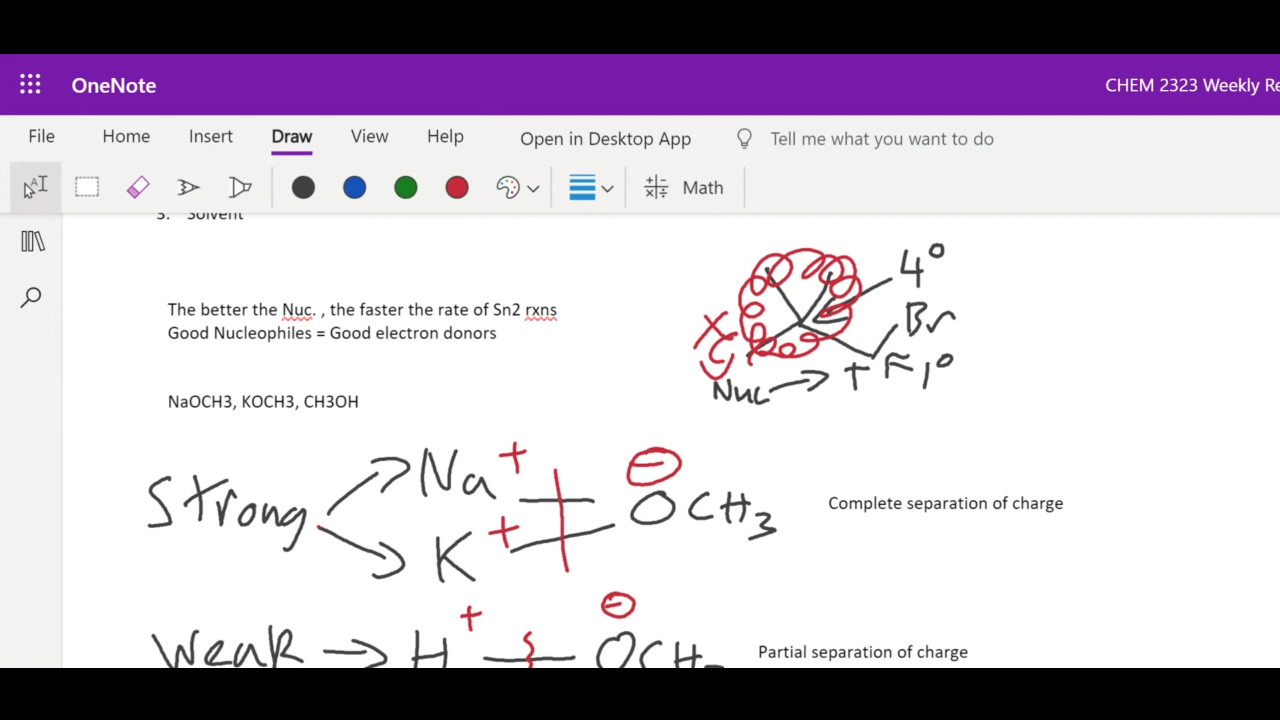 OneNote
CHEM 2323 Weekly Re
File Home Insert Draw View Help Open in Desktop App Tell me what you want to do
Math
3. Solvent
4°
The better the Nuc. , the faster the rate of Sn2 rxns
Br
Good Nucleophiles = Good electron donors
Nuc → + 1°
NaOCH3, KOCH3, CH3OH
Strong Na + ⊖ OCH3
K +
Complete separation of charge
Weak → H + ⊖ OCH3
Partial separation of charge